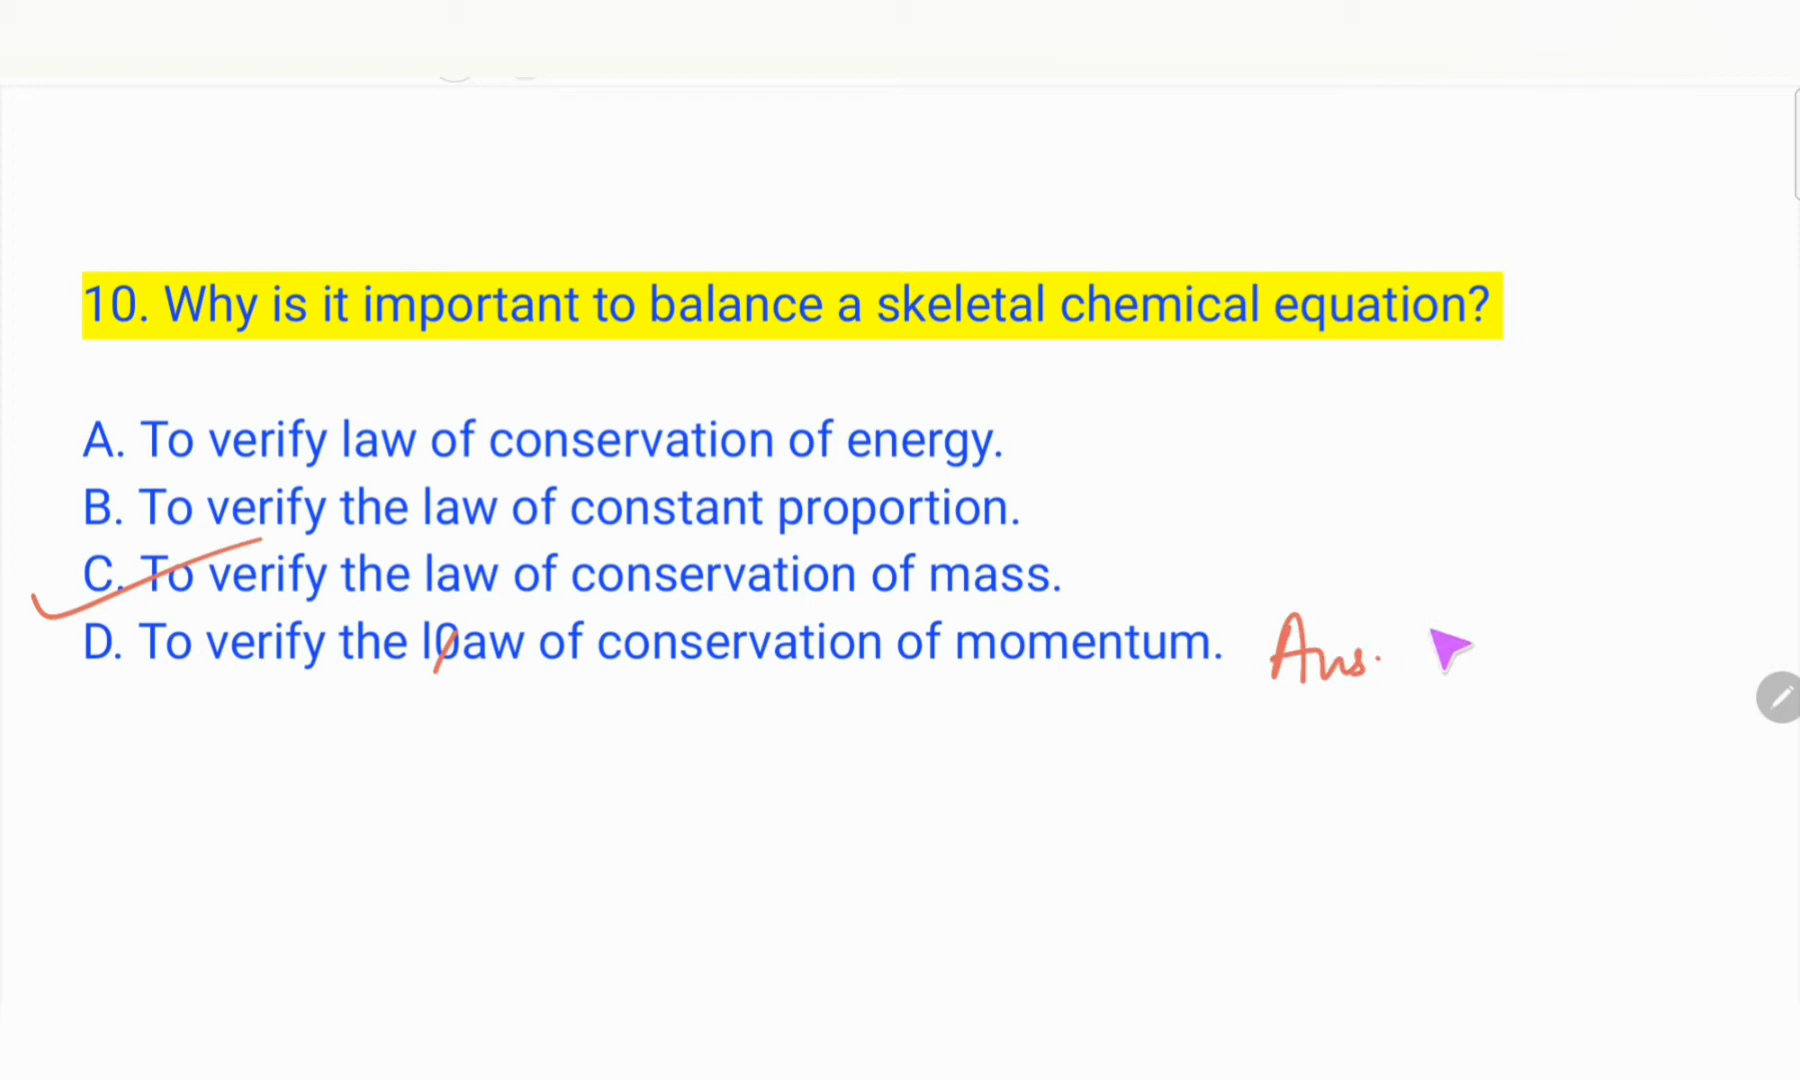 10. Why is it important to balance a skeletal chemical equation?
A. To verify law of conservation of energy.
B. To verify the law of constant proportion.
C. To verify the law of conservation of mass.
D. To verify the l0aw of conservation of momentum. Ans.